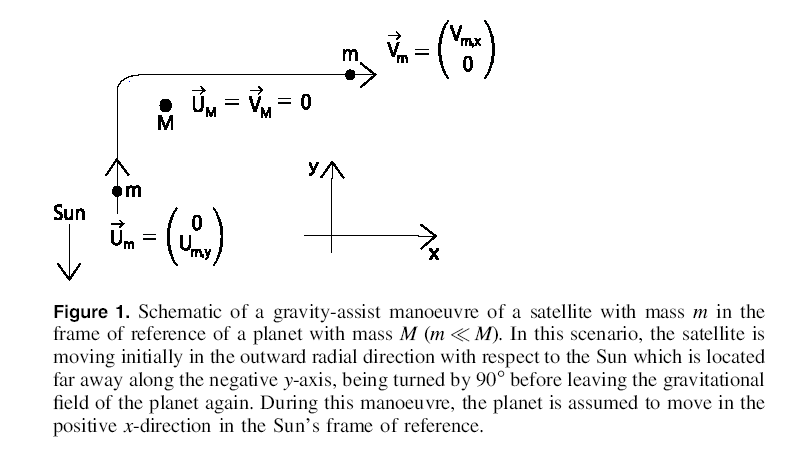 m
V⃗ₘ = (Vₘ,ₓ 0)
M
U⃗_M = V⃗_M = 0
m
Sun
U⃗ₘ = (0 U_m,y)
y
x
Figure 1. Schematic of a gravity-assist manoeuvre of a satellite with mass m in the
frame of reference of a planet with mass M (m ≪ M). In this scenario, the satellite is
moving initially in the outward radial direction with respect to the Sun which is located
far away along the negative y-axis, being turned by 90° before leaving the gravitational
field of the planet again. During this manoeuvre, the planet is assumed to move in the
positive x-direction in the Sun's frame of reference.